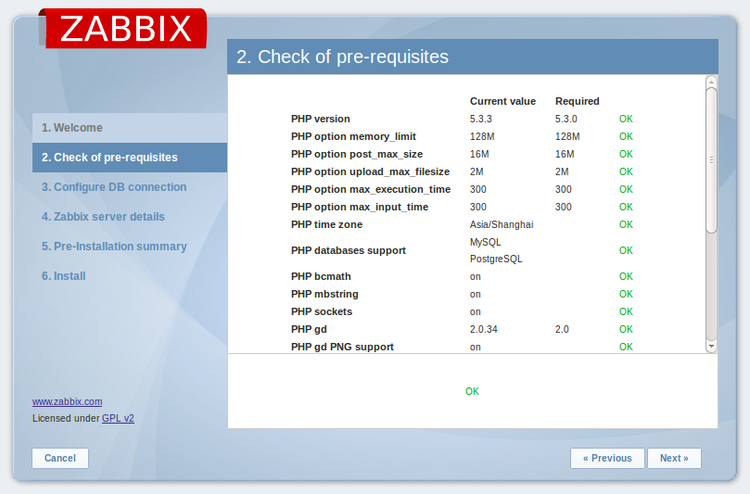 ZABBIX
2. Check of pre-requisites
1. Welcome
2. Check of pre-requisites
3. Configure DB connection
4. Zabbix server details
5. Pre-Installation summary
6. Install
Current value Required
PHP version 5.3.3 5.3.0 OK
PHP option memory_limit 128M 128M OK
PHP option post_max_size 16M 16M OK
PHP option upload_max_filesize 2M 2M OK
PHP option max_execution_time 300 300 OK
PHP option max_input_time 300 300 OK
PHP time zone Asia/Shanghai OK
PHP databases support MySQL
PostgreSQL OK
PHP bcmath on OK
PHP mbstring on OK
PHP sockets on OK
PHP gd 2.0.34 2.0 OK
PHP gd PNG support on OK
OK
www.zabbix.com
Licensed under GPL v2
Cancel « Previous Next »